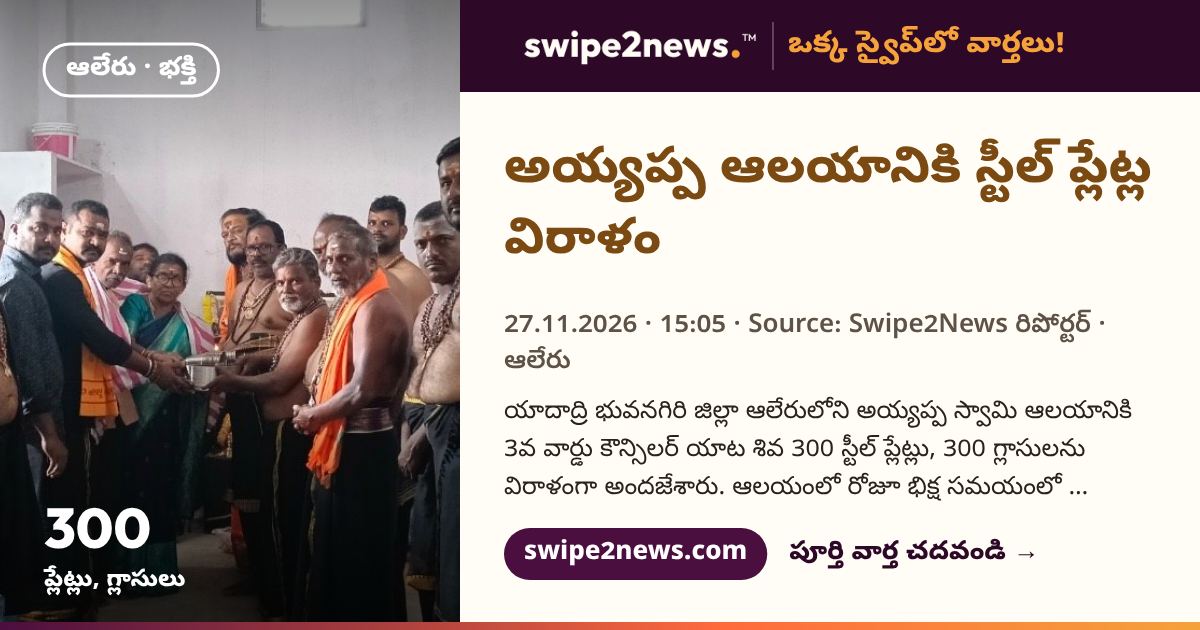 ఆలేరు · భక్తి
swipe2news.™
ఒక్క స్వైప్‌లో వార్తలు!
అయ్యప్ప ఆలయానికి స్టీల్ ప్లేట్ల
విరాళం
27.11.2026 · 15:05 · Source: Swipe2News రిపోర్టర్ ·
ఆలేరు
యాదాద్రి భువనగిరి జిల్లా ఆలేరులోని అయ్యప్ప స్వామి ఆలయానికి
3వ వార్డు కౌన్సిలర్ యాట శివ 300 స్టీల్ ప్లేట్లు, 300 గ్లాసులను
విరాళంగా అందజేశారు. ఆలయంలో రోజూ భిక్ష సమయంలో ...
300
ప్లేట్లు, గ్లాసులు
swipe2news.com
పూర్తి వార్త చదవండి →